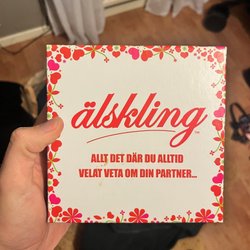 älskling
ALLT DET DÄR DU ALLTID
VELAT VETA OM DIN PARTNER...